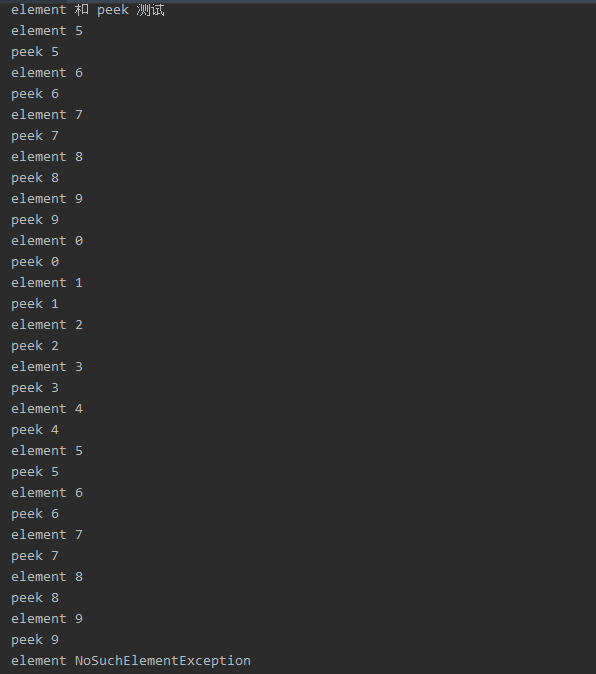 element 和 peek 测试
element 5
peek 5
element 6
peek 6
element 7
peek 7
element 8
peek 8
element 9
peek 9
element 0
peek 0
element 1
peek 1
element 2
peek 2
element 3
peek 3
element 4
peek 4
element 5
peek 5
element 6
peek 6
element 7
peek 7
element 8
peek 8
element 9
peek 9
element NoSuchElementException